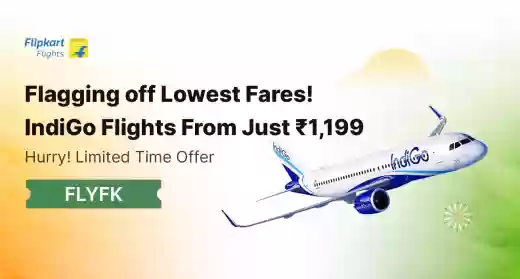 Flipkart
Flights
Flagging off Lowest Fares!
IndiGo Flights From Just ₹1,199
Hurry! Limited Time Offer
FLYFK
IndiGo